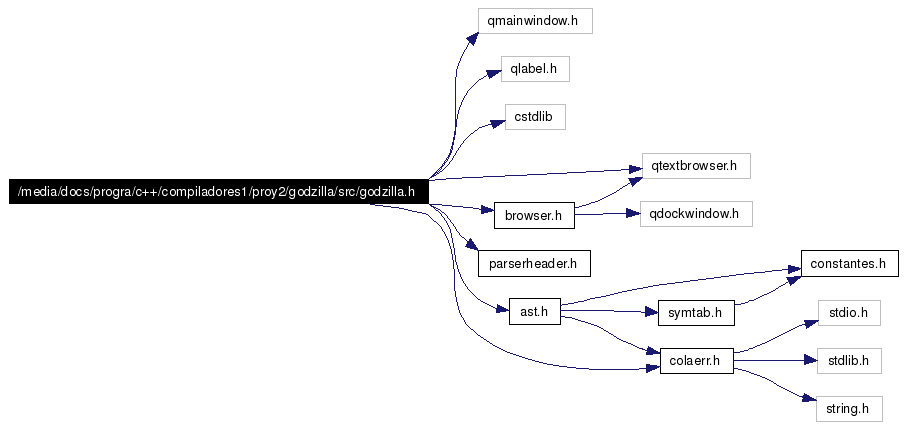 qmainwindow.h
qlabel.h
cstdlib
qtextbrowser.h
/media/docs/progra/c++/compiladores1/proy2/godzilla/src/godzilla.h
browser.h
qdockwindow.h
parserheader.h
constantes.h
ast.h
symtab.h
stdio.h
colaerr.h
stdlib.h
string.h